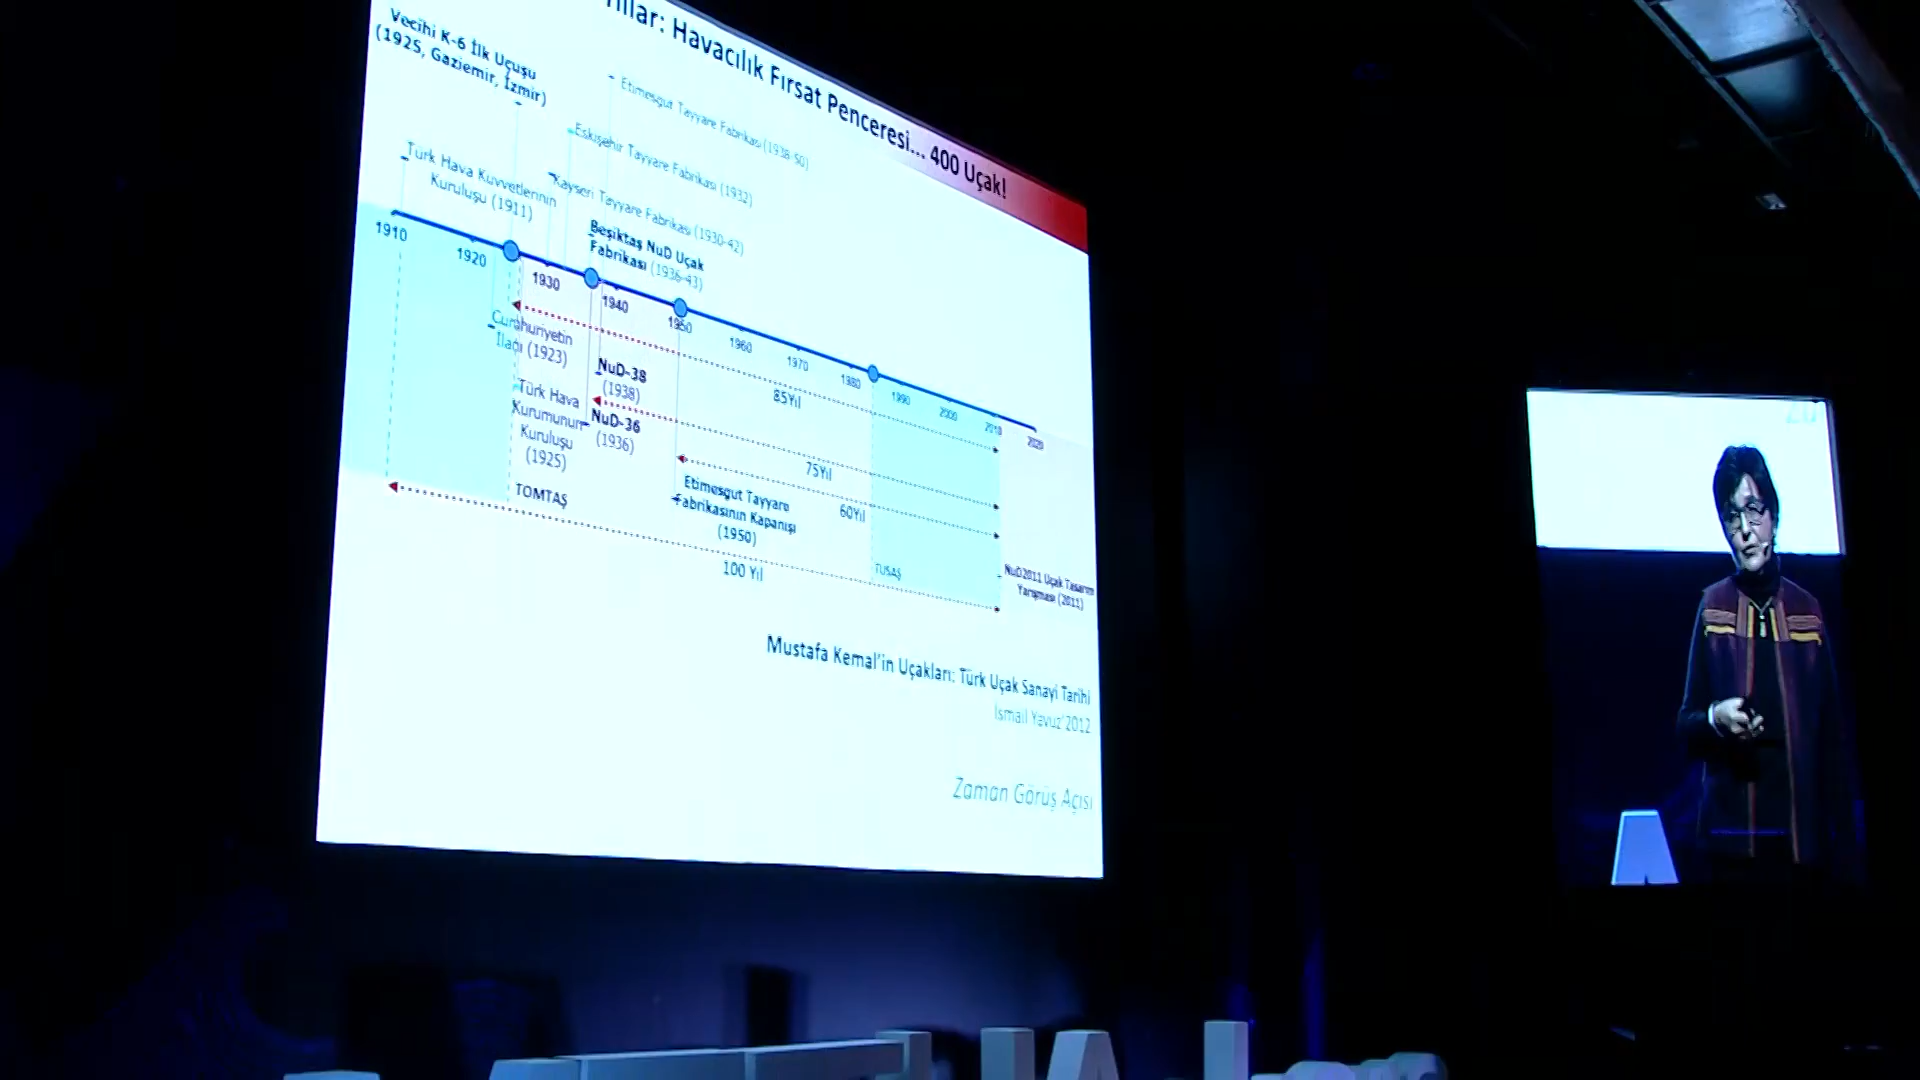 Havacılık Fırsat Penceresi... 400 Uçak!
Vecihi K-6 İlk Uçuşu
(1925, Gaziemir, İzmir)
Etimesgut Tayyare Fabrikası (1938-50)
Eskişehir Tayyare Fabrikası (1932)
Kayseri Tayyare Fabrikası (1930-42)
Türk Hava Kuvvetlerinin
Kuruluşu (1911)
Beşiktaş NuD Uçak
Fabrikası (1936-43)
1910
1920
1930
1940
1950
1960
1970
1980
1990
2000
2010
2020
Cumhuriyetin
İlanı (1923)
NuD-38
(1938)
85Yıl
Türk Hava
Kurumunun
Kuruluşu
(1925)
NuD-36
(1936)
75Yıl
TOMTAŞ
Etimesgut Tayyare
Fabrikasının Kapanışı
(1950)
60Yıl
100 Yıl
TUSAŞ
NuD2011 Uçak Tasarım
Yarışması (2011)
Mustafa Kemal'in Uçakları: Türk Uçak Sanayi Tarihi
İsmail Yavuz'2012
Zaman Görüş Açısı
A